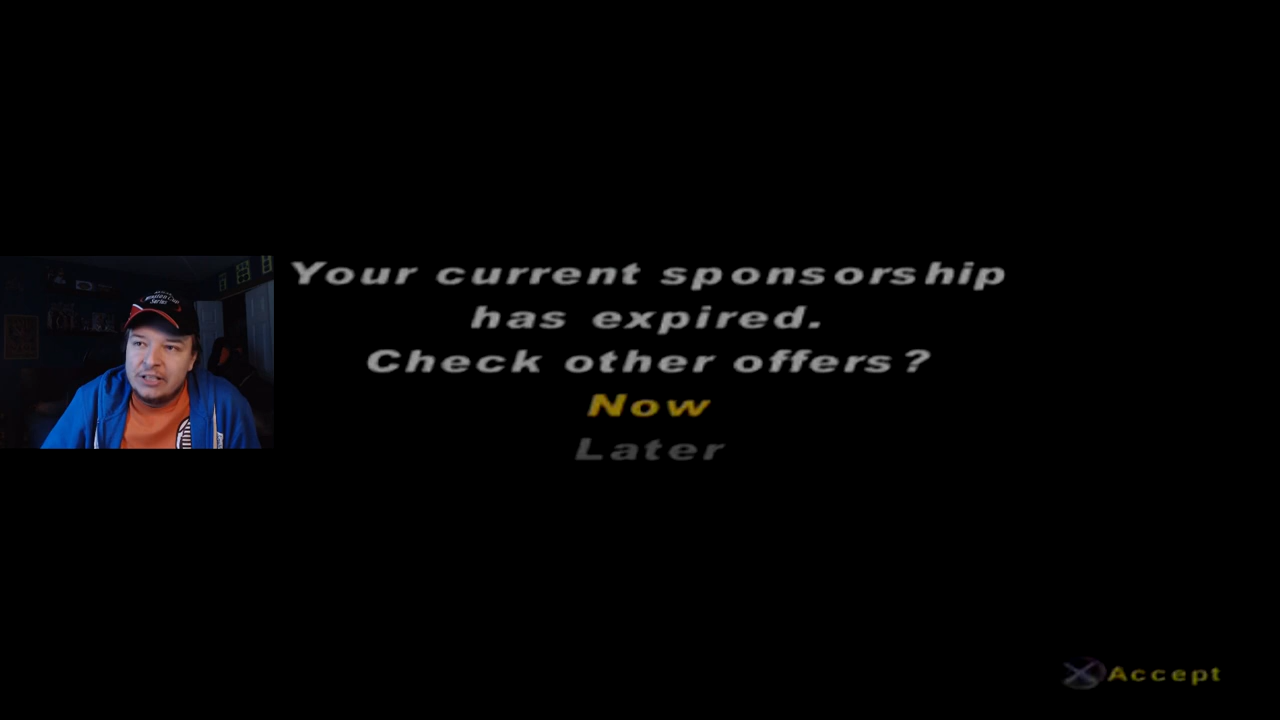 Your current sponsorship
has expired.
Check other offers?
Now
Later
Accept